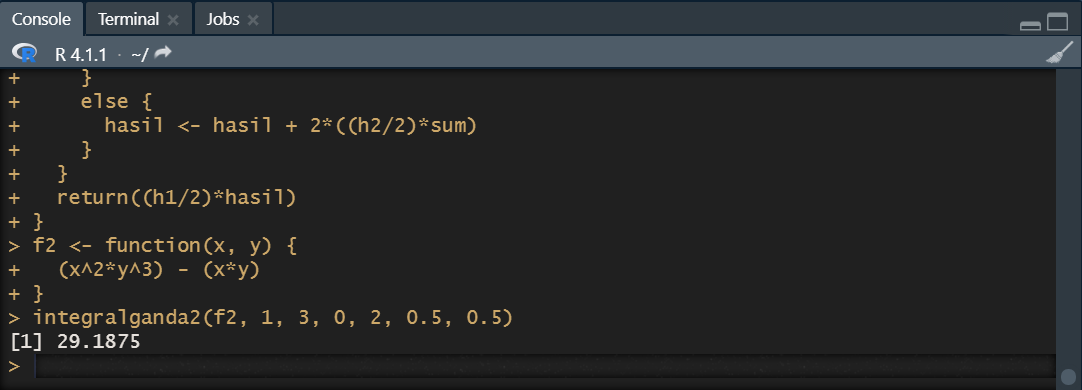 Console Terminal Jobs
R 4.1.1 · ~/
+     }
+     else {
+       hasil <- hasil + 2*((h2/2)*sum)
+     }
+   }
+   return((h1/2)*hasil)
+ }
> f2 <- function(x, y) {
+   (x^2*y^3) - (x*y)
+ }
> integralganda2(f2, 1, 3, 0, 2, 0.5, 0.5)
[1] 29.1875
>